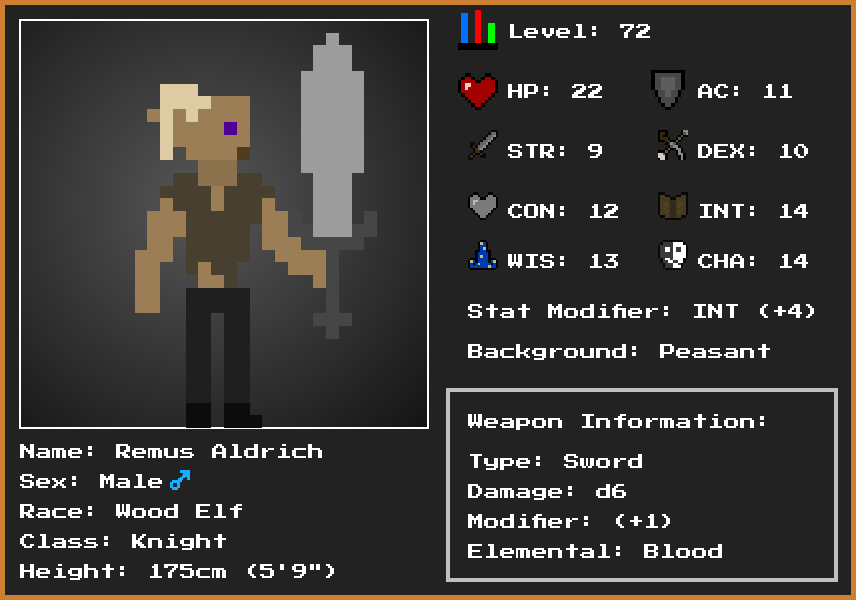 Level: 72
HP: 22
AC: 11
STR: 9
DEX: 10
CON: 12
INT: 14
WIS: 13
CHA: 14
Stat Modifier: INT (+4)
Background: Peasant
Weapon Information:
Type: Sword
Damage: d6
Modifier: (+1)
Elemental: Blood
Name: Remus Aldrich
Sex: Male♂
Race: Wood Elf
Class: Knight
Height: 175cm (5'9")